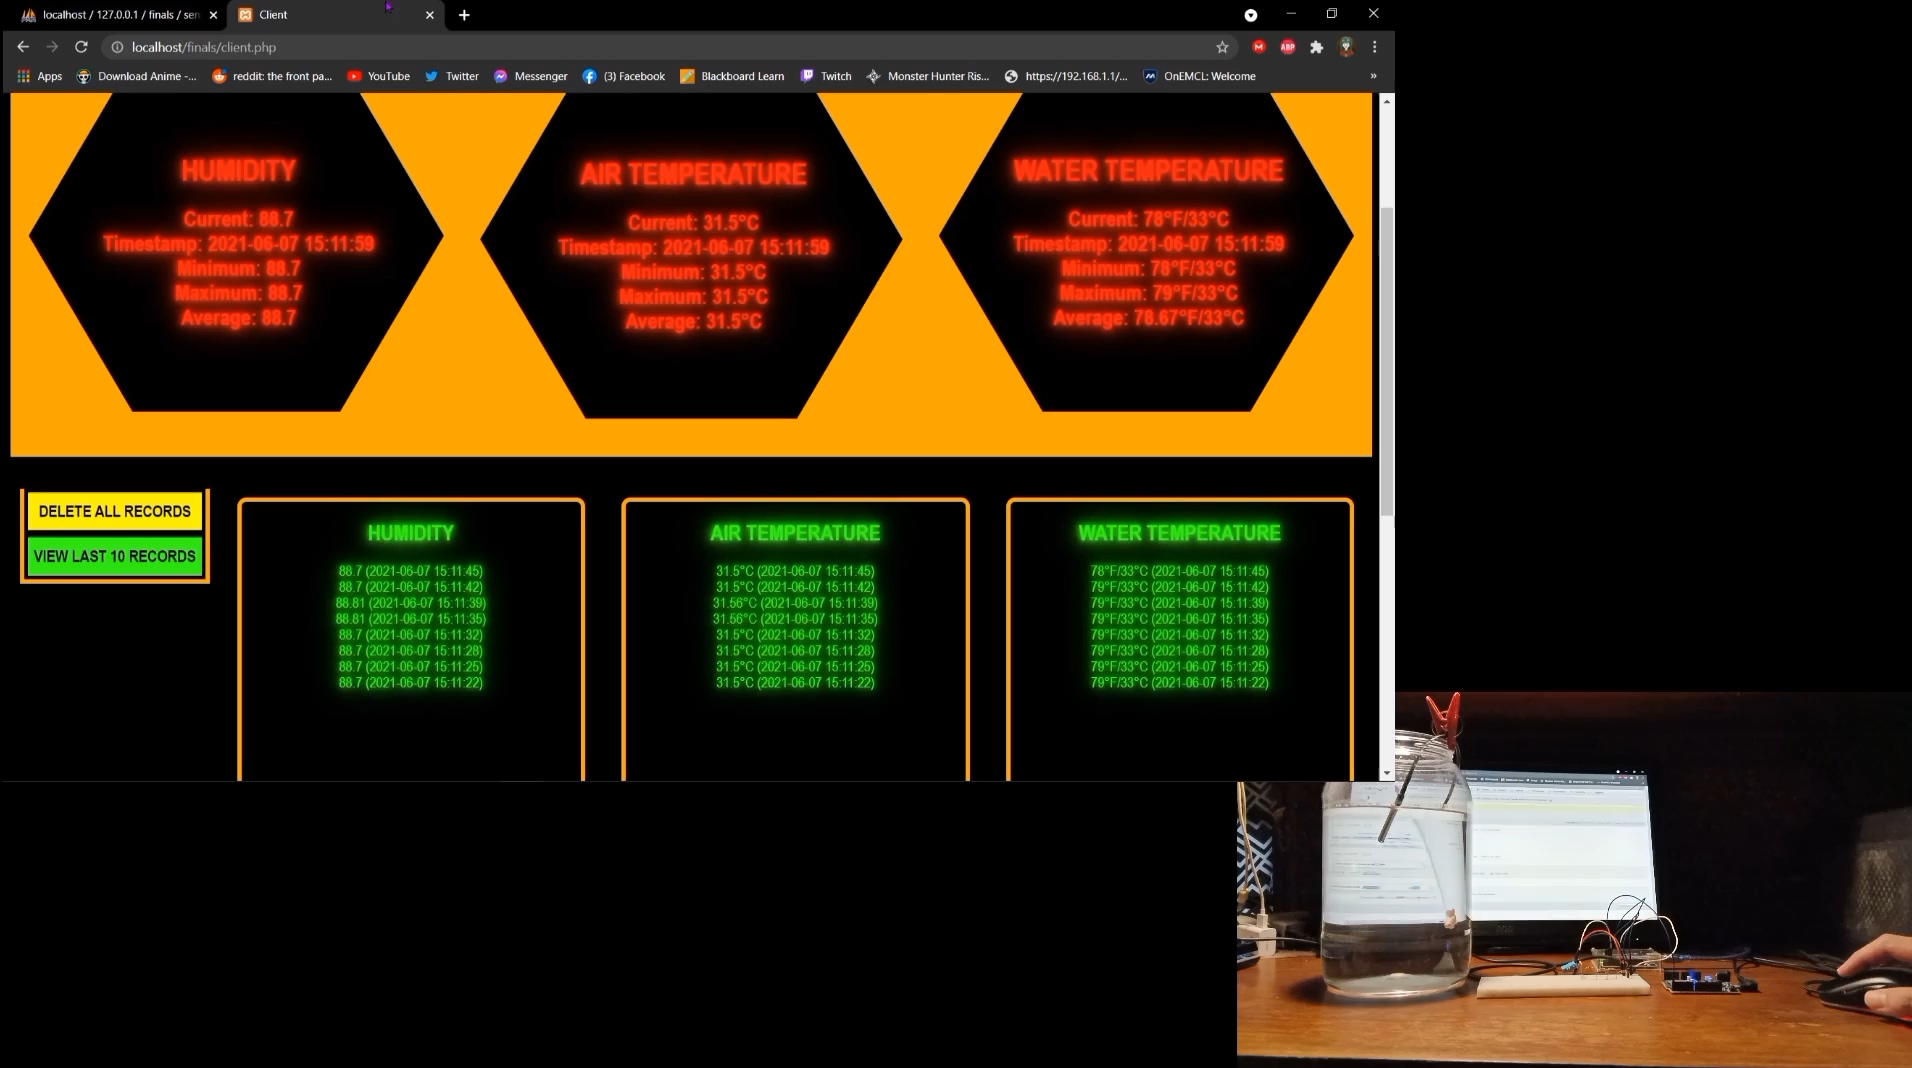 localhost / 127.0.0.1 / finals / sen
Client
localhost/finals/client.php
Apps
Download Anime -...
reddit: the front pa...
YouTube
Twitter
Messenger
(3) Facebook
Blackboard Learn
Twitch
Monster Hunter Ris...
https://192.168.1.1/...
OnEMCL: Welcome
»
HUMIDITY
Current: 88.7
Timestamp: 2021-06-07 15:11:59
Minimum: 88.7
Maximum: 88.7
Average: 88.7
AIR TEMPERATURE
Current: 31.5°C
Timestamp: 2021-06-07 15:11:59
Minimum: 31.5°C
Maximum: 31.5°C
Average: 31.5°C
WATER TEMPERATURE
Current: 78°F/33°C
Timestamp: 2021-06-07 15:11:59
Minimum: 78°F/33°C
Maximum: 79°F/33°C
Average: 78.67°F/33°C
DELETE ALL RECORDS
VIEW LAST 10 RECORDS
HUMIDITY
88.7 (2021-06-07 15:11:45)
88.7 (2021-06-07 15:11:42)
88.81 (2021-06-07 15:11:39)
88.81 (2021-06-07 15:11:35)
88.7 (2021-06-07 15:11:32)
88.7 (2021-06-07 15:11:28)
88.7 (2021-06-07 15:11:25)
88.7 (2021-06-07 15:11:22)
AIR TEMPERATURE
31.5°C (2021-06-07 15:11:45)
31.5°C (2021-06-07 15:11:42)
31.56°C (2021-06-07 15:11:39)
31.56°C (2021-06-07 15:11:35)
31.5°C (2021-06-07 15:11:32)
31.5°C (2021-06-07 15:11:28)
31.5°C (2021-06-07 15:11:25)
31.5°C (2021-06-07 15:11:22)
WATER TEMPERATURE
78°F/33°C (2021-06-07 15:11:45)
79°F/33°C (2021-06-07 15:11:42)
79°F/33°C (2021-06-07 15:11:39)
79°F/33°C (2021-06-07 15:11:35)
79°F/33°C (2021-06-07 15:11:32)
79°F/33°C (2021-06-07 15:11:28)
79°F/33°C (2021-06-07 15:11:25)
79°F/33°C (2021-06-07 15:11:22)